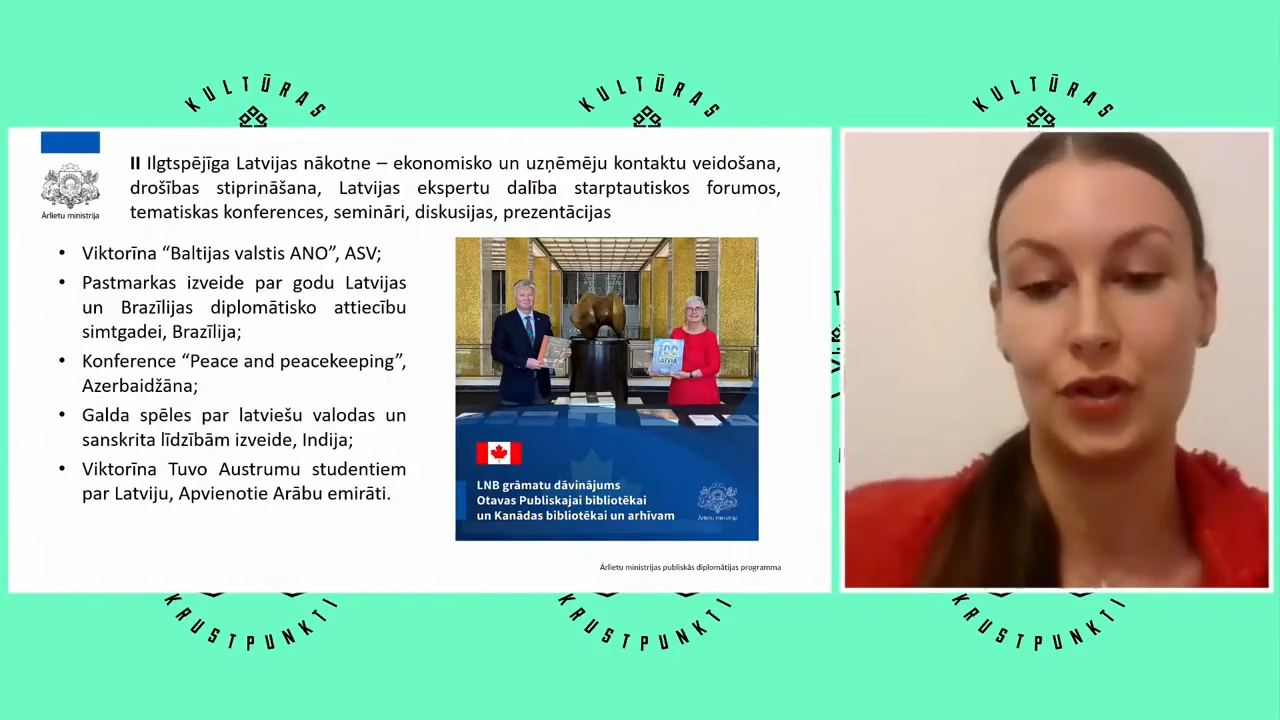 KULTŪRAS
KULTŪRAS
KULTŪRAS
Ārlietu ministrija
II Ilgtspējīga Latvijas nākotne – ekonomisko un uzņēmēju kontaktu veidošana,
drošības stiprināšana, Latvijas ekspertu dalība starptautiskos forumos,
tematiskas konferences, semināri, diskusijas, prezentācijas
• Viktorīna “Baltijas valstis ANO”, ASV;
• Pastmarkas izveide par godu Latvijas
un Brazīlijas diplomātisko attiecību
simtgadei, Brazīlija;
• Konference “Peace and peacekeeping”,
Azerbaidžāna;
• Galda spēles par latviešu valodas un
sanskrita līdzībām izveide, Indija;
• Viktorīna Tuvo Austrumu studentiem
par Latviju, Apvienotie Arābu emirāti.
100
LATVIA
LNB grāmatu dāvinājums
Otavas Publiskajai bibliotēkai
un Kanādas bibliotēkai un arhīvam
Ārlietu ministrija
Ārlietu ministrijas publiskās diplomātijas programma
KRUSTPUNKTI
KRUSTPUNKTI
KRUSTPUNKTI